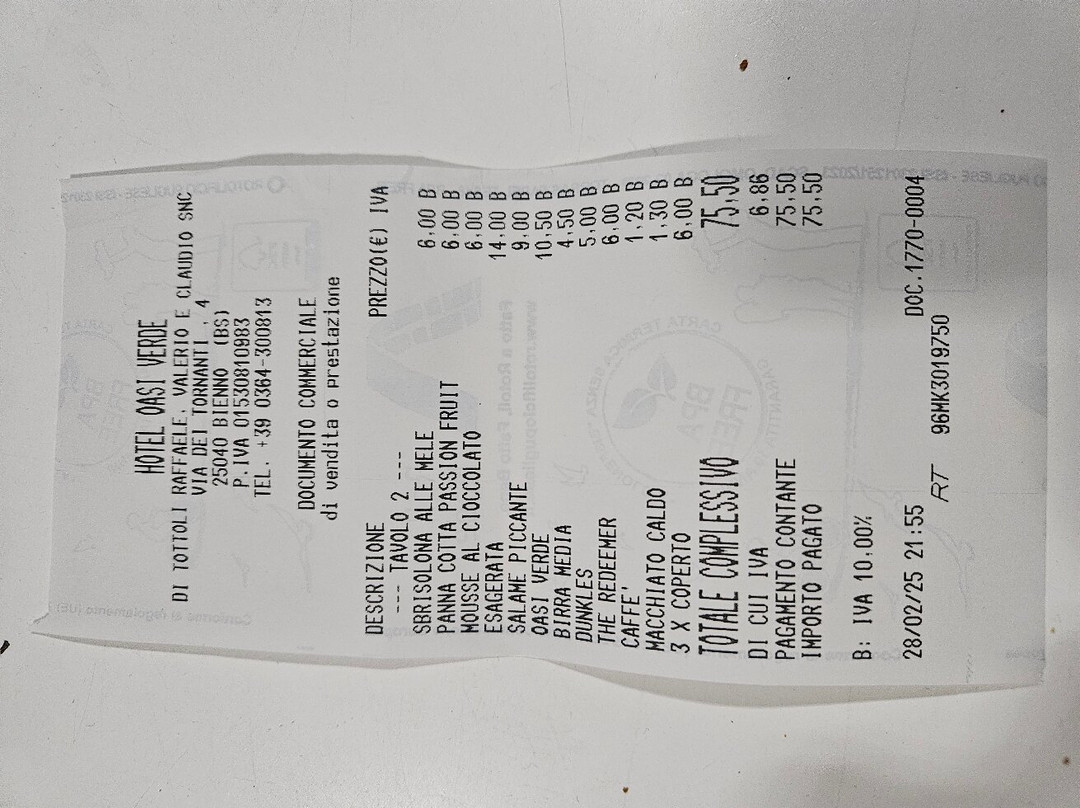 HOTEL OASI VERDE
DI TOTTOLI RAFFAELE, VALERIO E CLAUDIO SNC
VIA DEI TORNANTI , 4
25040 BIENNO (BS)
P.IVA 01530810983
TEL. +39 0364-300813
DOCUMENTO COMMERCIALE
di vendita o prestazione
DESCRIZIONE PREZZO(€) IVA
--- TAVOLO 2 ---
SBRISOLONA ALLE MELE 6,00 B
PANNA COTTA PASSION FRUIT 6,00 B
MOUSSE AL CIOCCOLATO 6,00 B
ESAGERATA 14,00 B
SALAME PICCANTE 9,00 B
OASI VERDE 10,50 B
BIRRA MEDIA 4,50 B
DUNKLES 5,00 B
THE REDEEMER 6,00 B
CAFFE' 1,20 B
MACCHIATO CALDO 1,30 B
3 X COPERTO 6,00 B
TOTALE COMPLESSIVO 75,50
DI CUI IVA 6,86
PAGAMENTO CONTANTE 75,50
IMPORTO PAGATO 75,50
B: IVA 10,00%
28/02/25 21:55 DOC.1770-0004
RT 96MK3019750